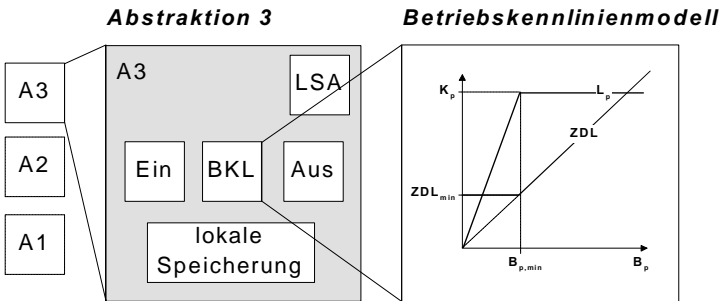 Abstraktion 3
Betriebskennlinienmodell
A3
A2
A1
A3
LSA
Ein
BKL
Aus
lokale
Speicherung
Kp
Lp
ZDL
ZDLmin
Bp,min
Bp